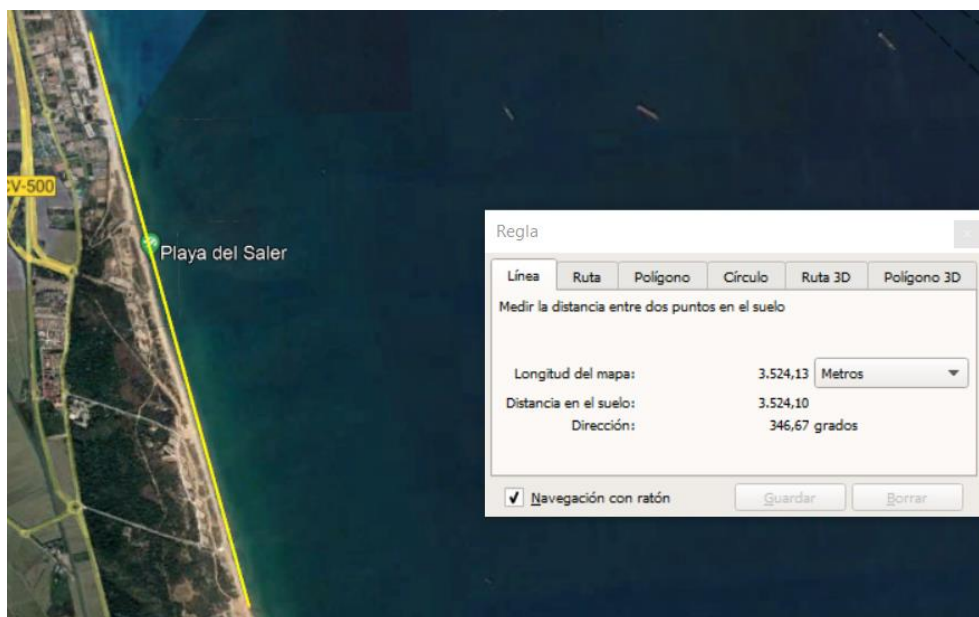 CV-500
Playa del Saler
Regla
Línea Ruta Polígono Círculo Ruta 3D Polígono 3D
Medir la distancia entre dos puntos en el suelo
Longitud del mapa: 3.524,13 Metros
Distancia en el suelo: 3.524,10
Dirección: 346,67 grados
Navegación con ratón Guardar Borrar